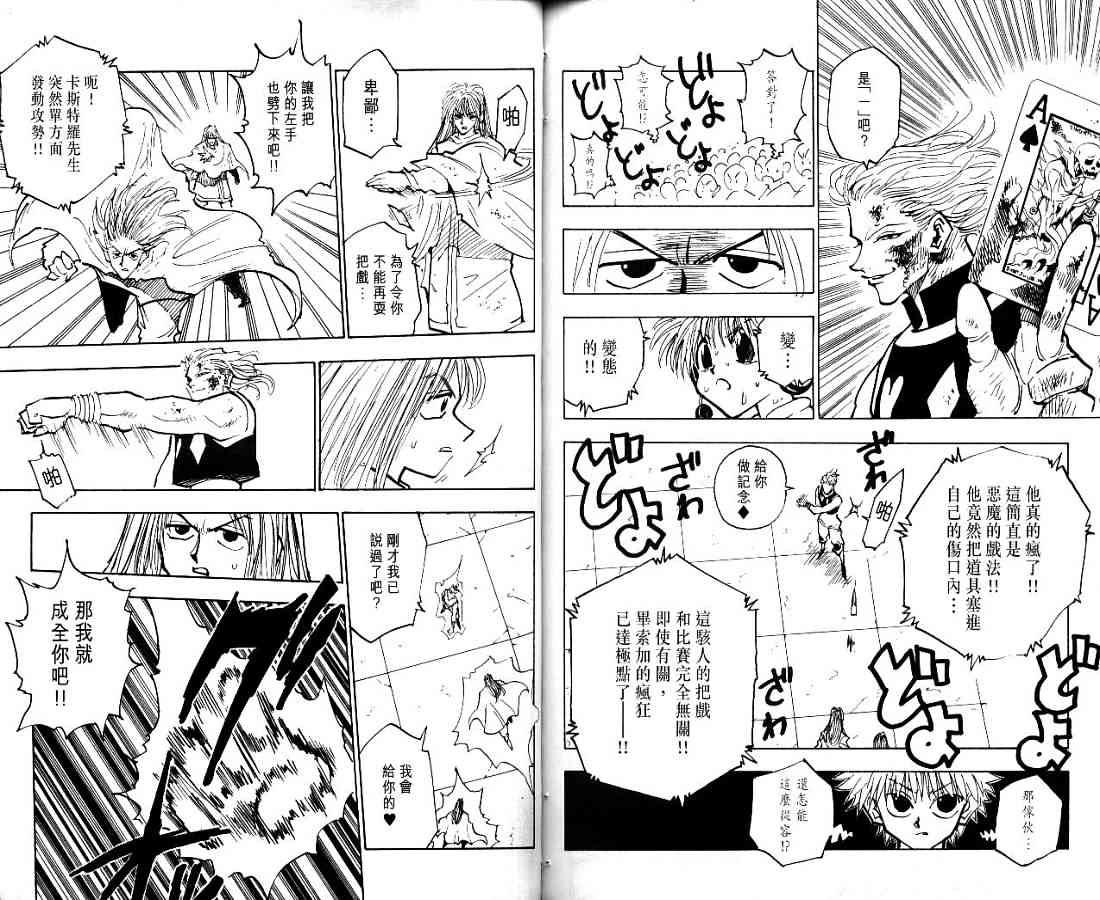 是「一」吧？
A
答對了！
怎可能!?
真的嗎!?
どよ
どよ
どよ
變…
變態
的!!
他真的瘋了!!
這簡直是
惡魔的戲法!!
他竟然把道具塞進
自己的傷口內…
啪
給你
做記念♦
ざわ
ざわ
どよ
這駭人的把戲
和比賽完全無關!!
即使有關，
畢索加的瘋狂
已達極點了——!!
ざわ
どよ
どよ
那傢伙…
還怎能
這麼從容!?
啪
卑鄙…
為了令你
不能再耍
把戲…
讓我把
你的左手
也劈下來吧!!
呃！
卡斯特羅先生
突然單方面
發動攻勢!!
啪
剛才我已
說過了吧？
我會
給你的♥
那我就
成全你吧!!